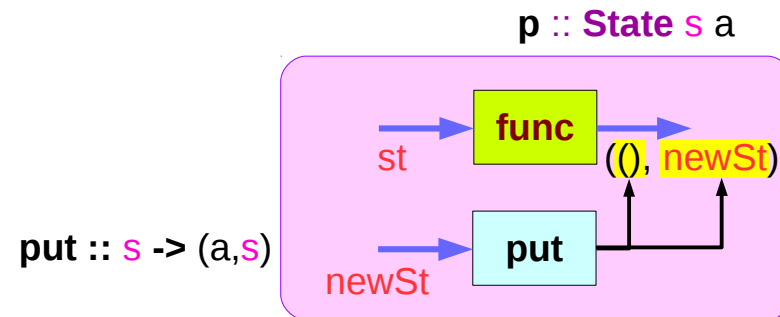 p :: State s a
func
st
((), newSt)
put :: s -> (a,s)
put
newSt